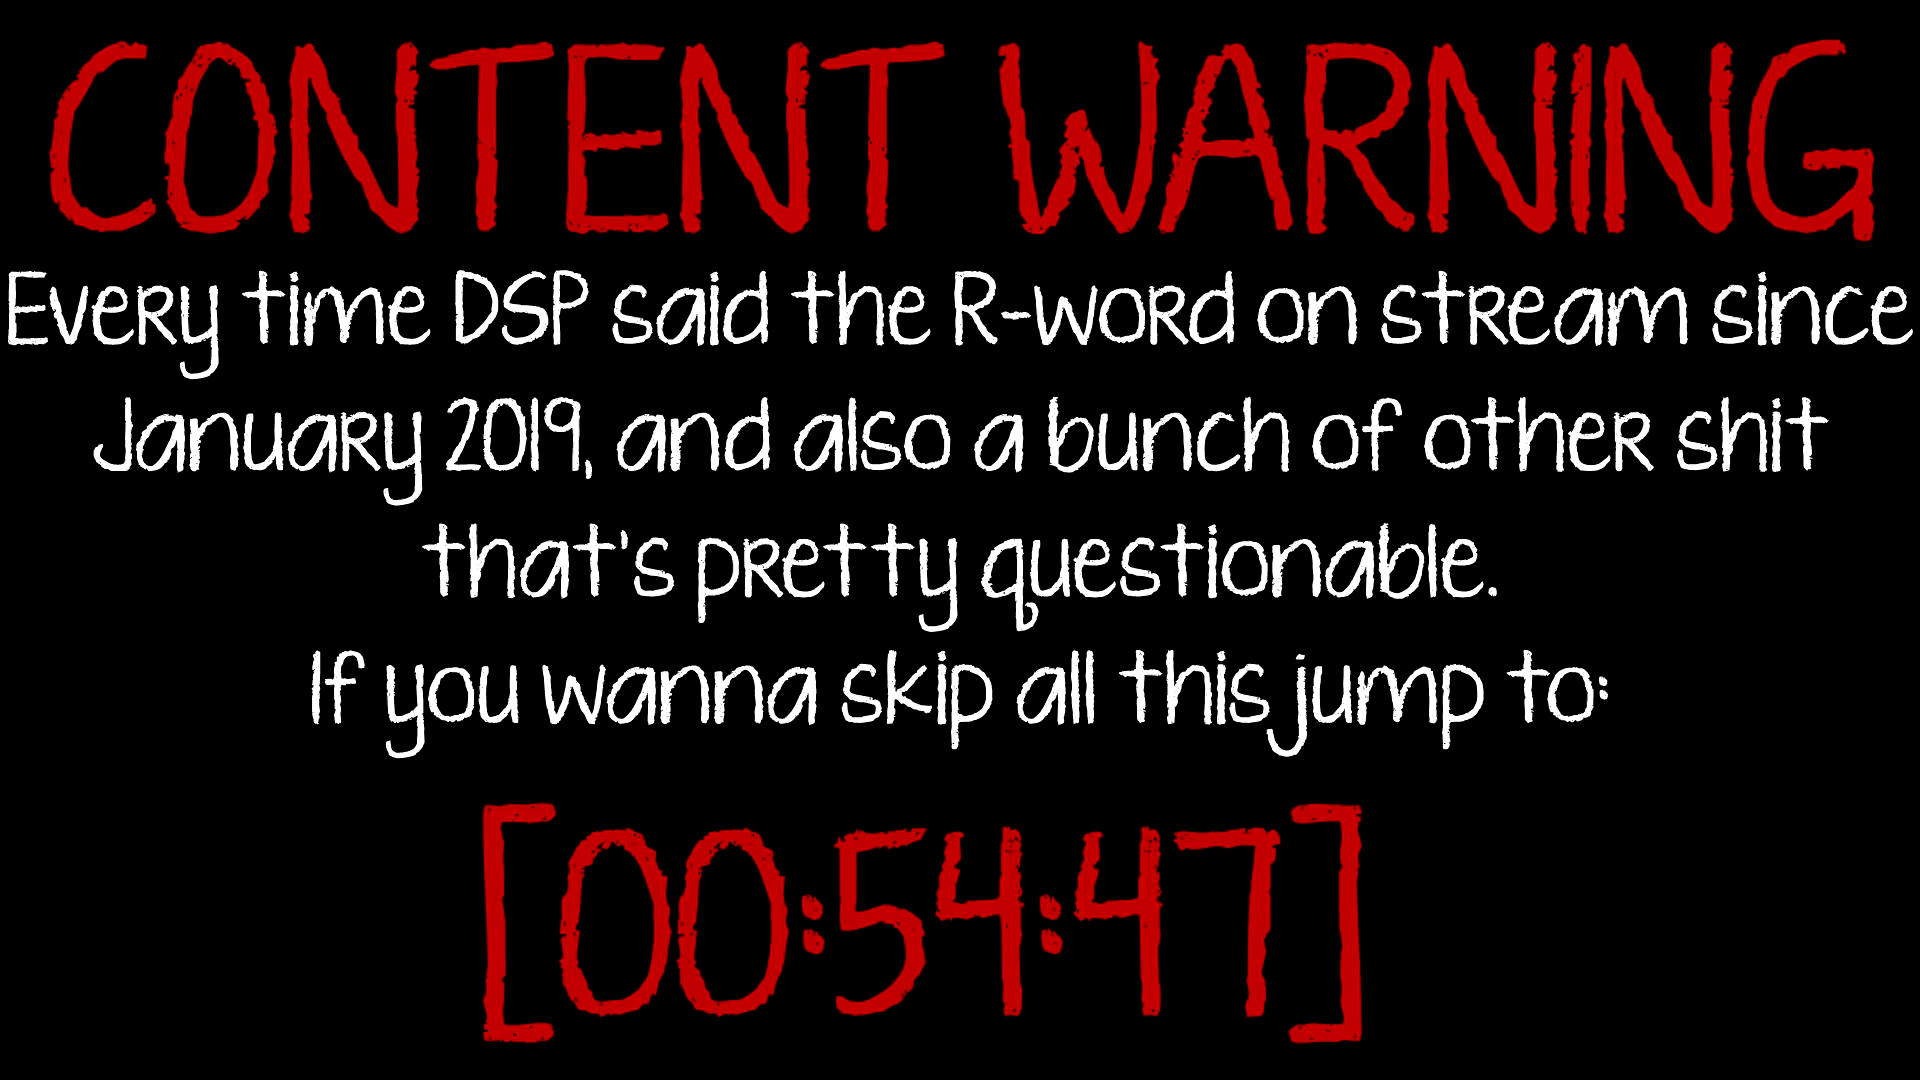 CONTENT WARNING
Every time DSP said the R-word on stream since
January 2019, and also a bunch of other shit
that's pretty questionable.
If you wanna skip all this jump to:
[00:54:47]